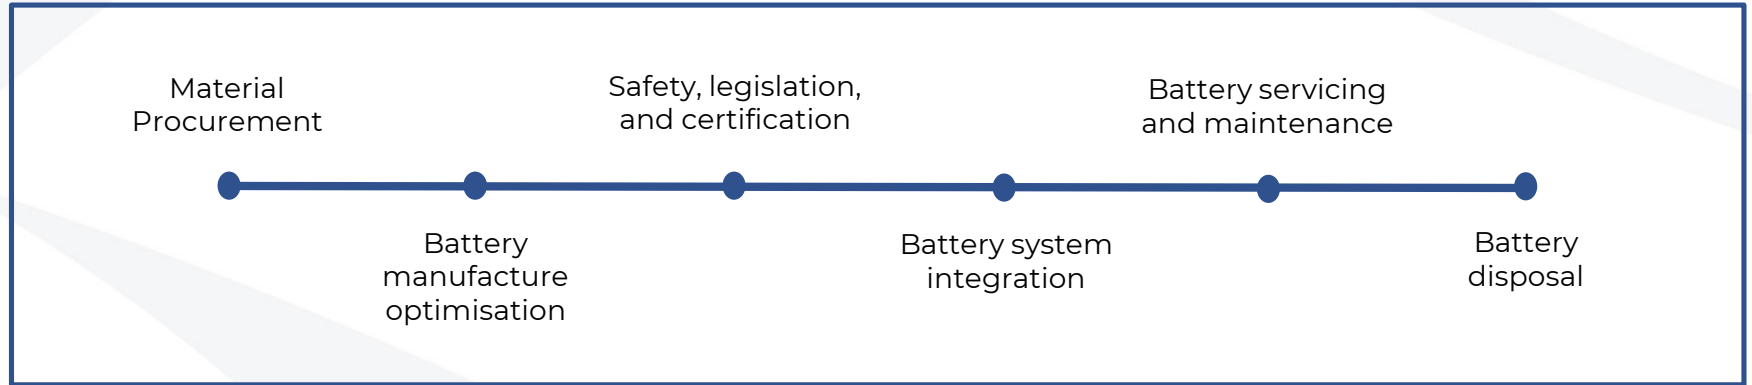 Material
Procurement
Battery
manufacture
optimisation
Safety, legislation,
and certification
Battery system
integration
Battery servicing
and maintenance
Battery
disposal